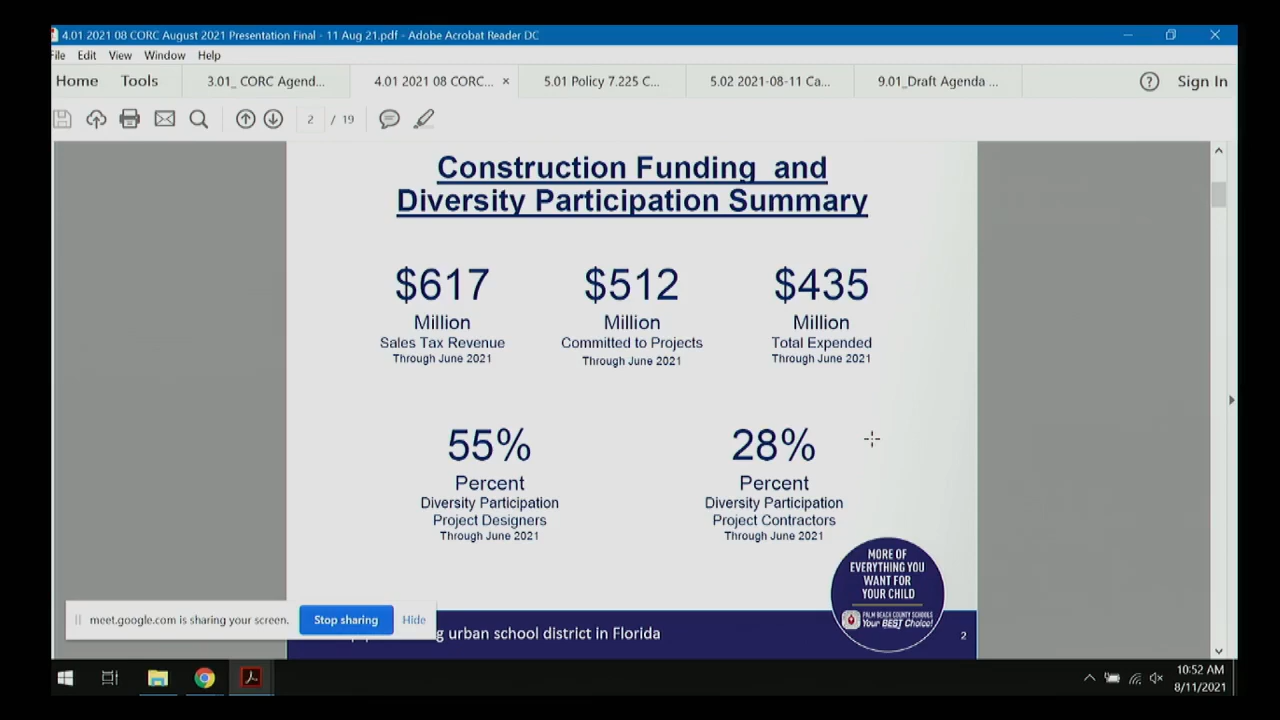 4.01 2021 08 CORC August 2021 Presentation Final - 11 Aug 21.pdf - Adobe Acrobat Reader DC
File Edit View Window Help
Home Tools 3.01_ CORC Agend... 4.01 2021 08 CORC... × 5.01 Policy 7.225 C... 5.02 2021-08-11 Ca... 9.01_Draft Agenda ... Sign In
2 / 19
Construction Funding and
Diversity Participation Summary
$617
Million
Sales Tax Revenue
Through June 2021
$512
Million
Committed to Projects
Through June 2021
$435
Million
Total Expended
Through June 2021
55%
Percent
Diversity Participation
Project Designers
Through June 2021
28%
Percent
Diversity Participation
Project Contractors
Through June 2021
MORE OF
EVERYTHING YOU
WANT FOR
YOUR CHILD
PALM BEACH COUNTY SCHOOLS
Your BEST Choice!
meet.google.com is sharing your screen. Stop sharing Hide
urban school district in Florida
2
10:52 AM
8/11/2021